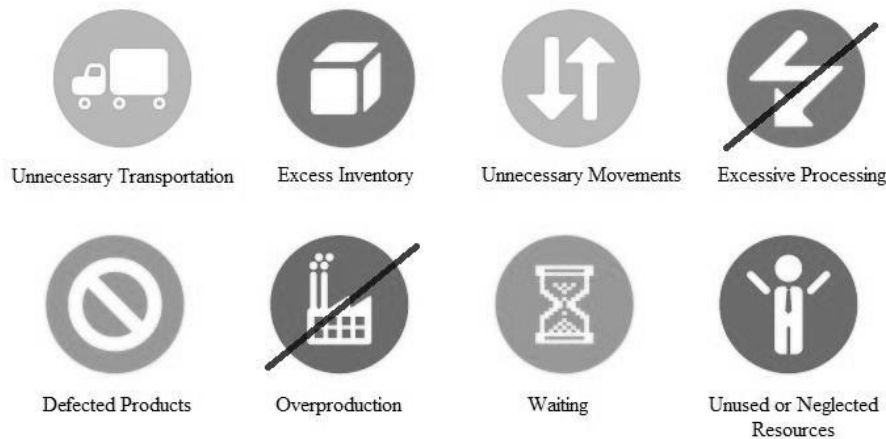 Unnecessary Transportation
Excess Inventory
Unnecessary Movements
Excessive Processing
Defected Products
Overproduction
Waiting
Unused or Neglected
Resources